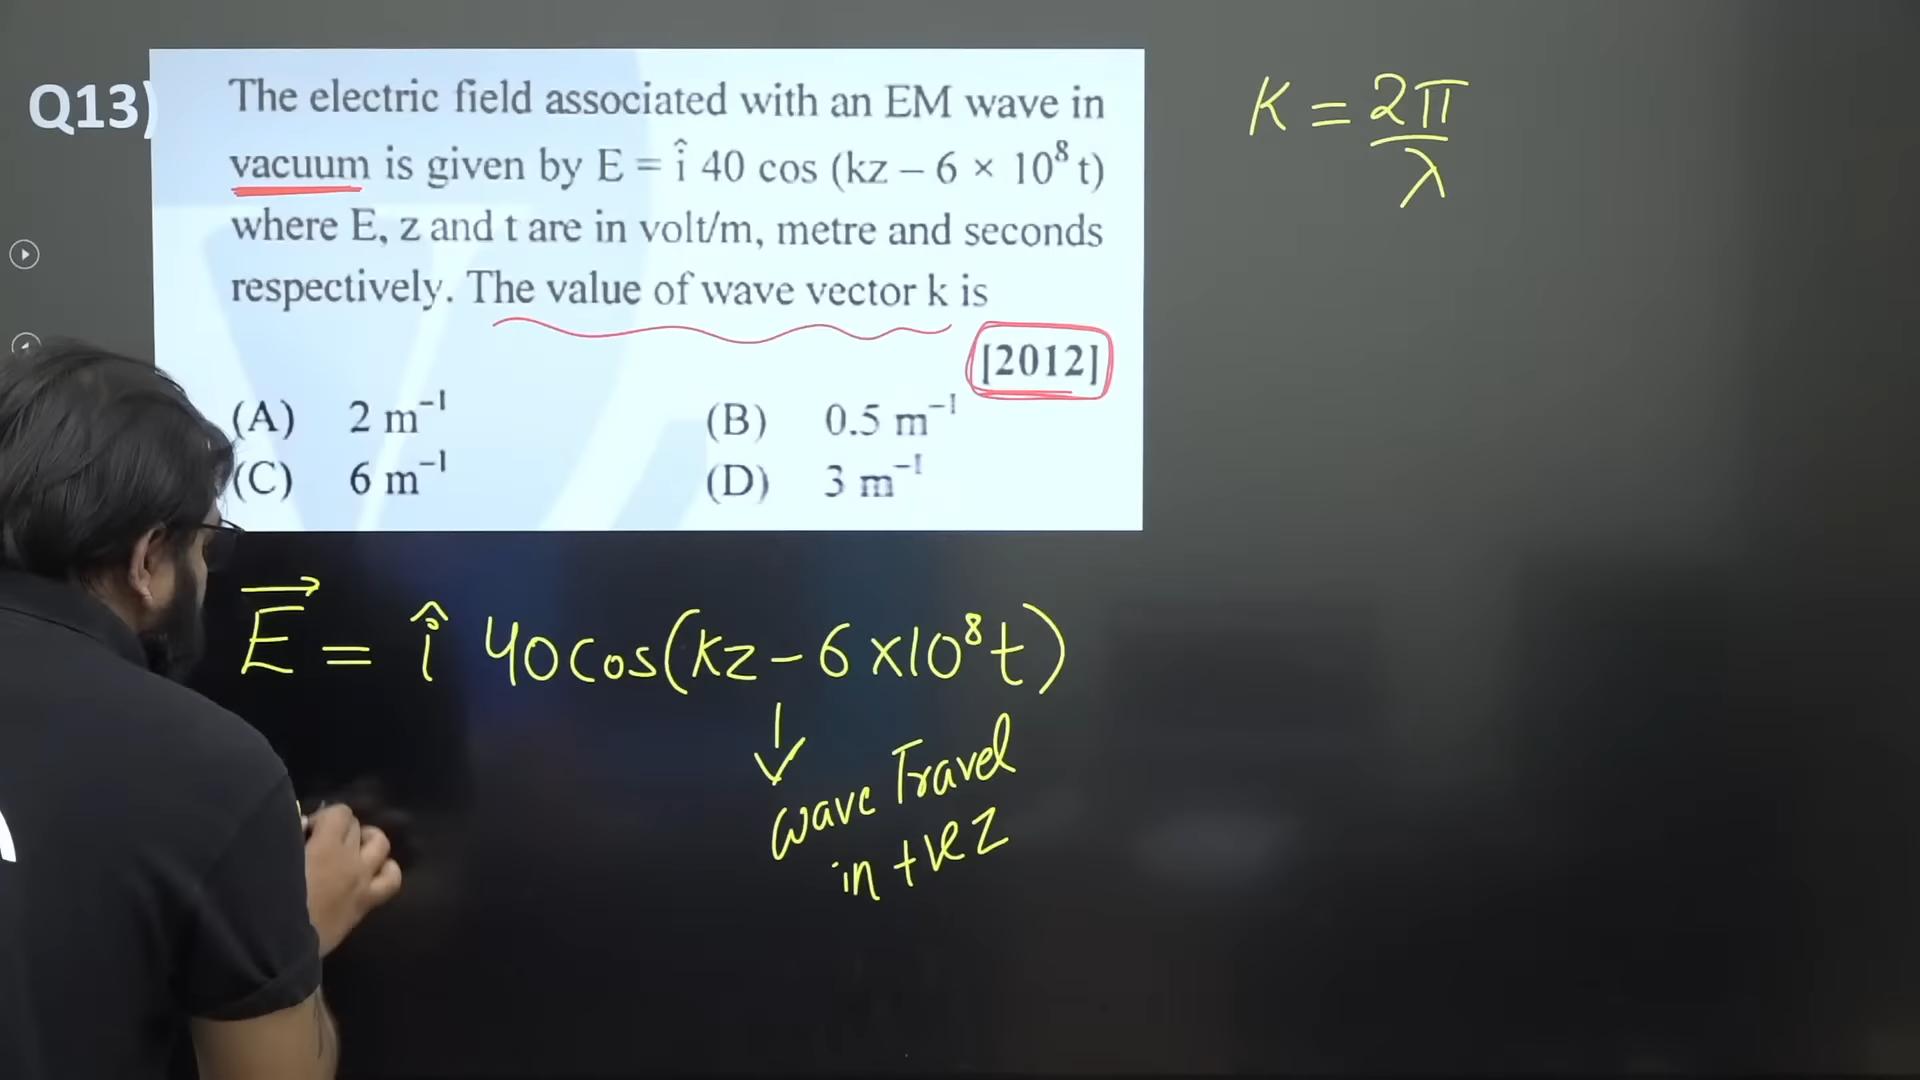 Q13)
The electric field associated with an EM wave in
vacuum is given by E = î 40 cos (kz – 6 × 10⁸ t)
where E, z and t are in volt/m, metre and seconds
respectively. The value of wave vector k is
[2012]
(A) 2 m⁻¹ (B) 0.5 m⁻¹
(C) 6 m⁻¹ (D) 3 m⁻¹
K = 2π/λ
E⃗ = î 40cos(kz – 6×10⁸t)
↓
wave Travel
in +ve z